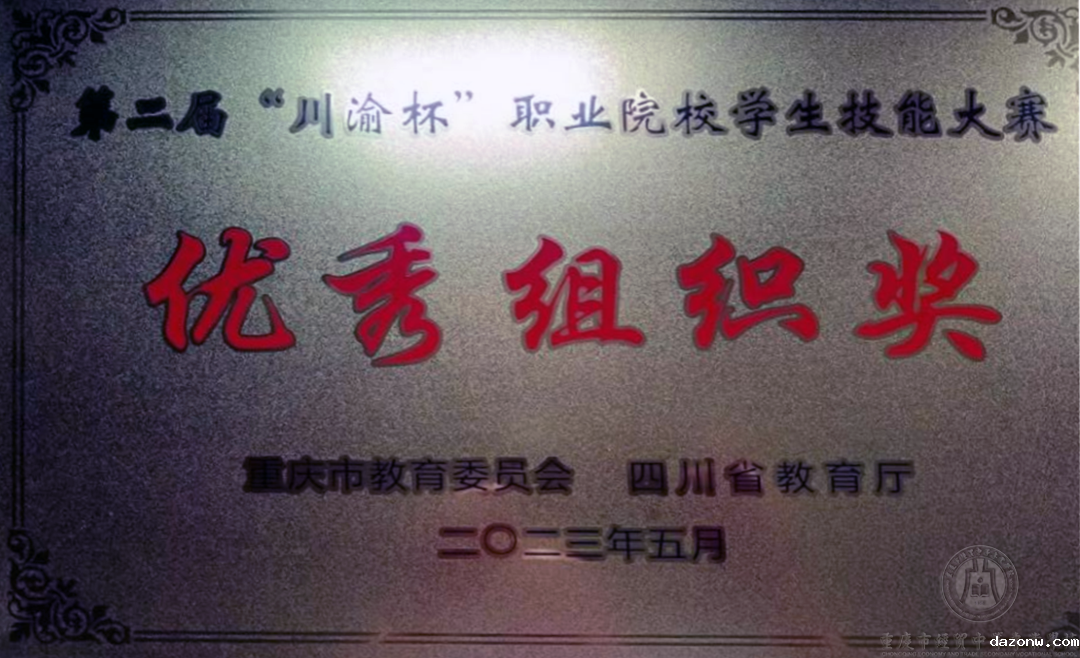 第二届“川渝杯”职业院校学生技能大赛
优秀组织奖
重庆市教育委员会 四川省教育厅
二〇二三年五月
dazonw.com